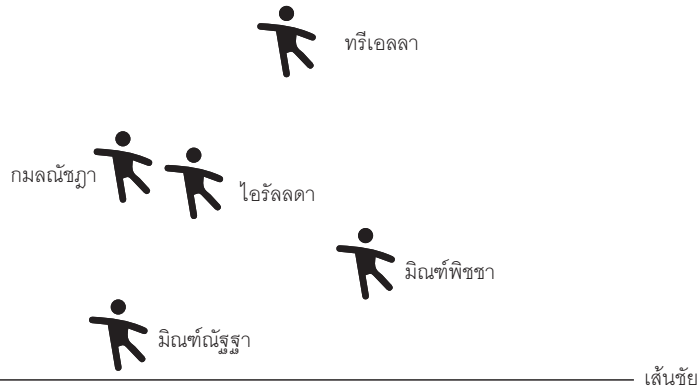 ทรีเอลลา
กมลณัชฎา
ไอรัลลดา
มิณฑ์พิชชา
มิณฑ์ณัฐฐา
เส้นชัย